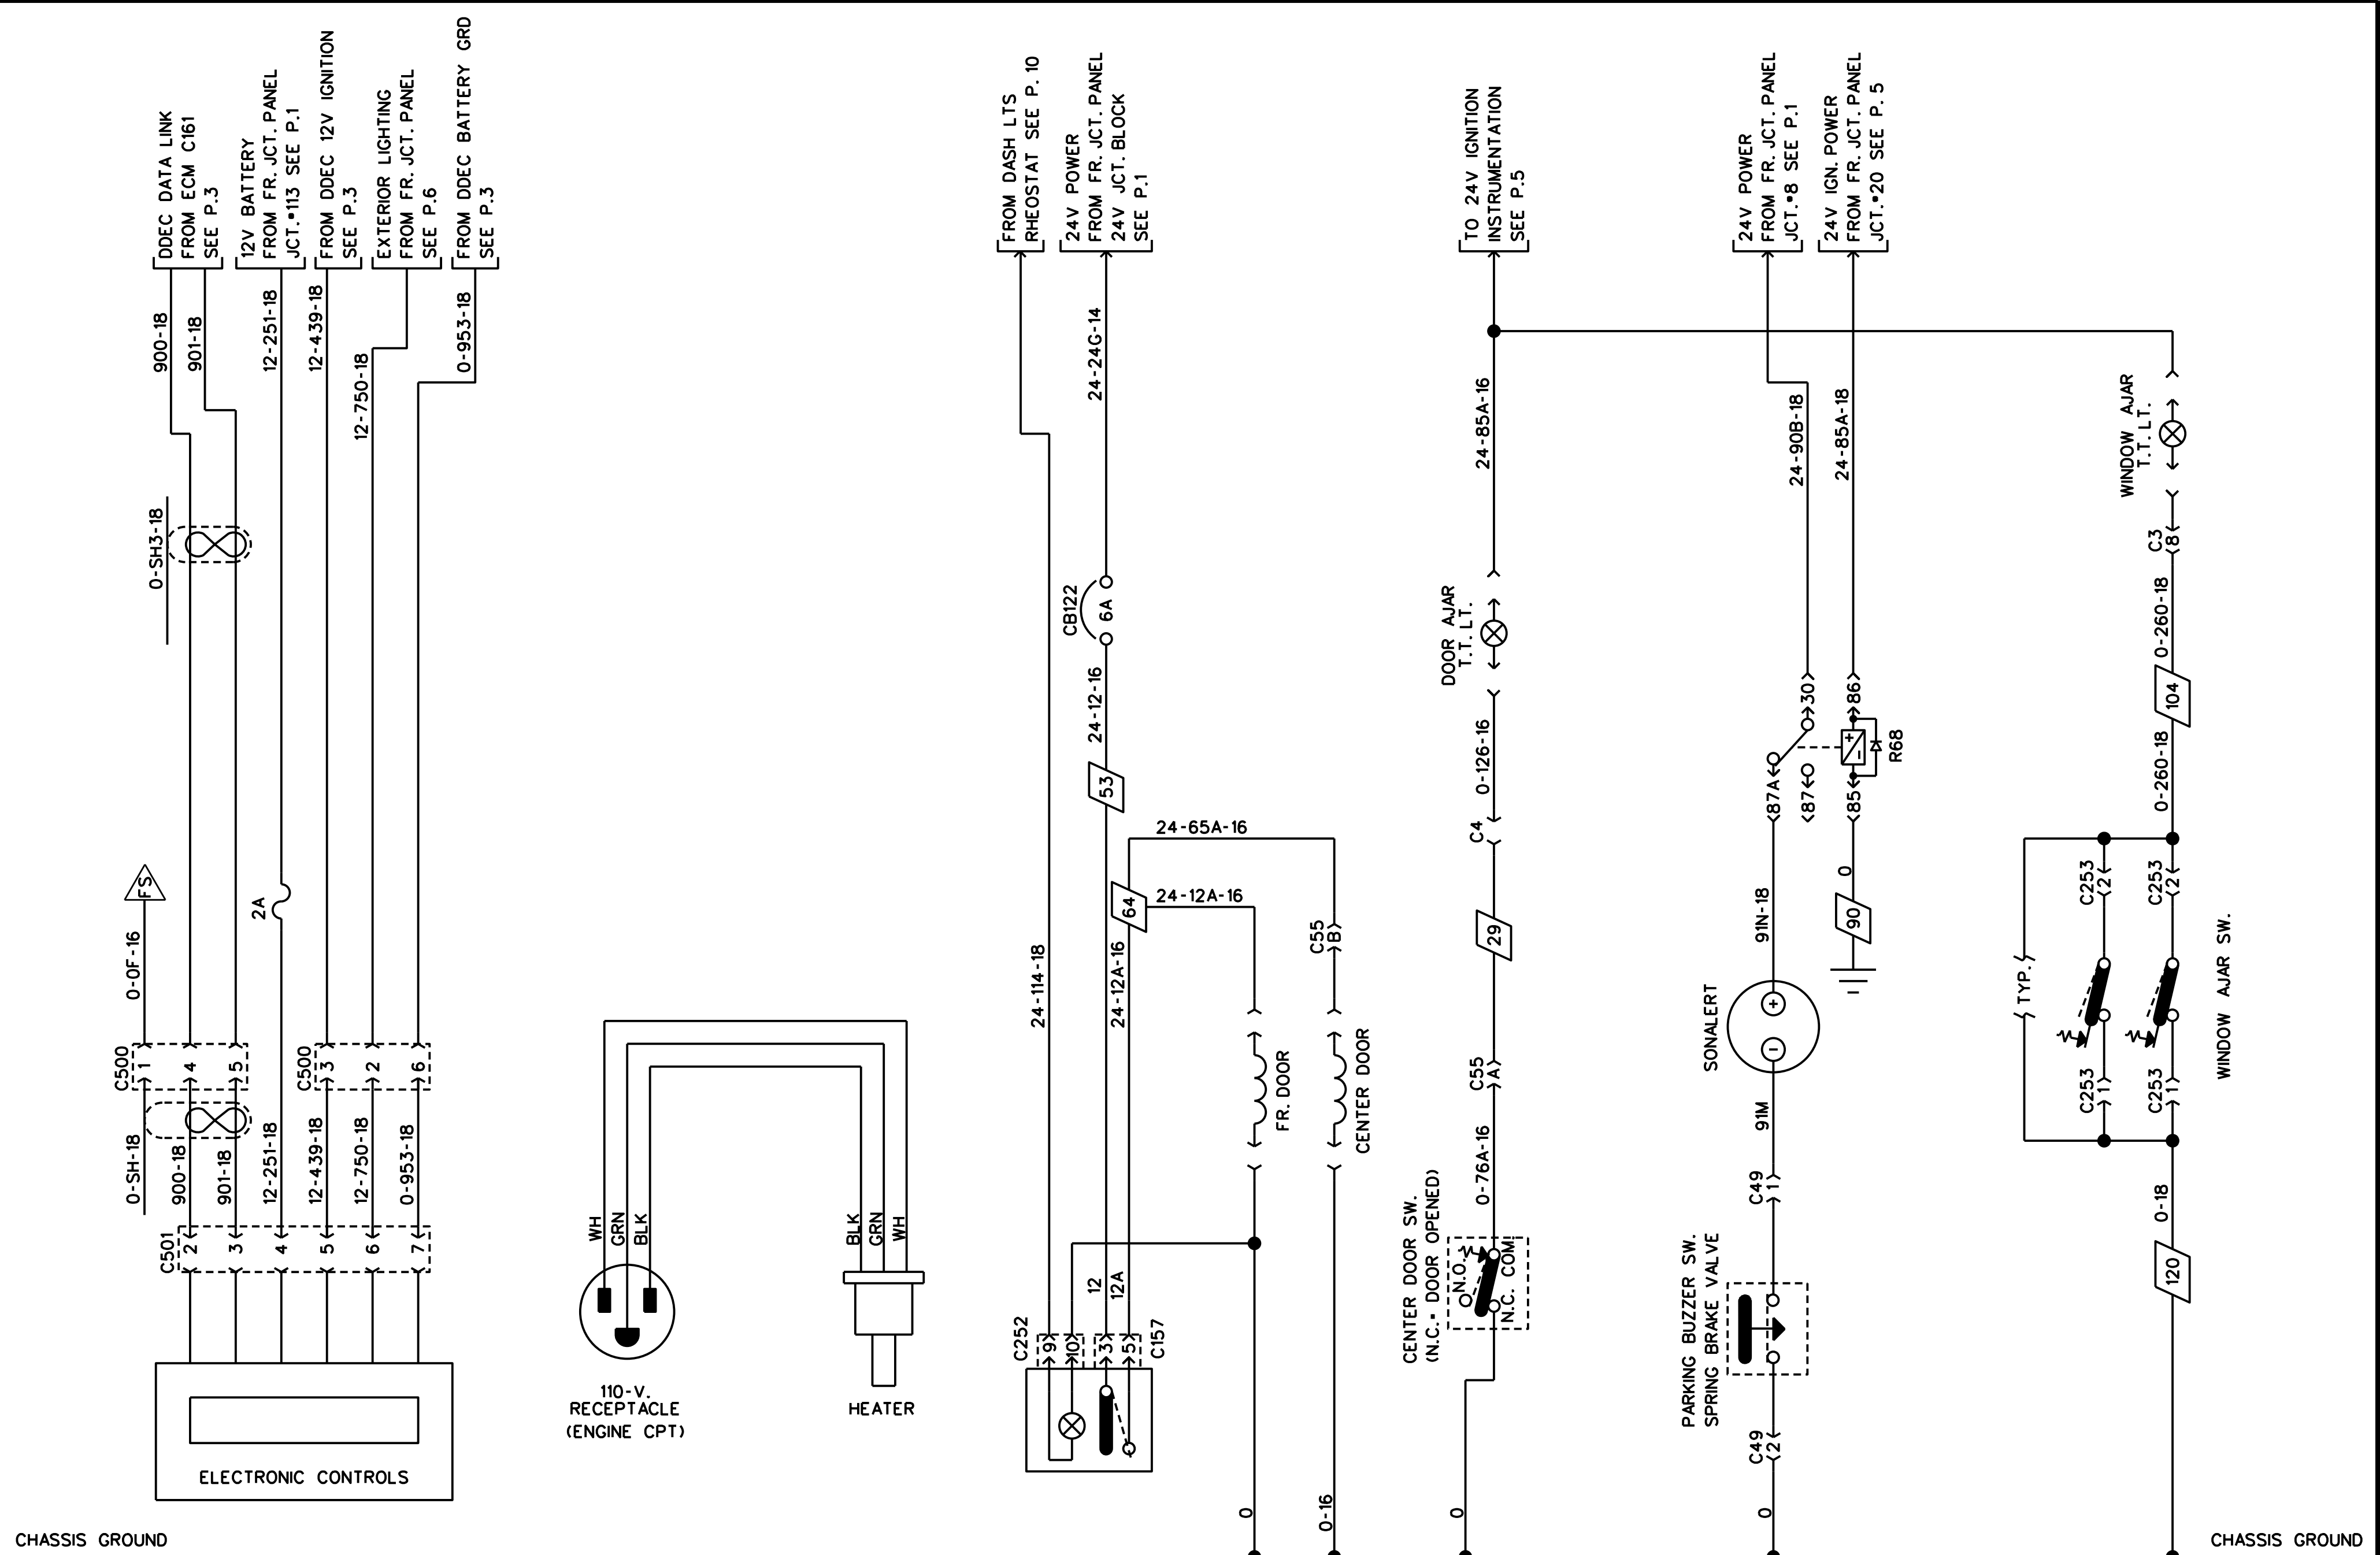 DDEC DATA LINK
FROM ECM C161
SEE P.3
12V BATTERY
FROM FR. JCT. PANEL
JCT.•113 SEE P.1
FROM DDEC 12V IGNITION
SEE P.3
EXTERIOR LIGHTING
FROM FR. JCT. PANEL
SEE P.6
FROM DDEC BATTERY GRD
SEE P.3
900-18
901-18
12-251-18
12-439-18
12-750-18
0-953-18
0-SH3-18
FS
0-0F-16
2A
C500
1
4
5
C500
3
2
6
0-SH-18
900-18
901-18
12-251-18
12-439-18
12-750-18
0-953-18
C501
2
3
4
5
6
7
ELECTRONIC CONTROLS
CHASSIS GROUND
WH
GRN
BLK
BLK
GRN
WH
110-V.
RECEPTACLE
(ENGINE CPT)
HEATER
FROM DASH LTS
RHEOSTAT SEE P. 10
24V POWER
FROM FR. JCT. PANEL
24V JCT. BLOCK
SEE P.1
24-24G-14
CB122
6A
24-12-16
53
24-65A-16
64
24-12A-16
24-114-18
24-12A-16
C55
B
FR. DOOR
CENTER DOOR
12
12A
C252
9
10
3
5
C157
0
0-16
TO 24V IGNITION
INSTRUMENTATION
SEE P.5
24-85A-16
DOOR AJAR
T.T. LT.
0-126-16
C4
29
C55
A
0-76A-16
CENTER DOOR SW.
(N.C.• DOOR OPENED)
N.O.
N.C.
COM
0
24V POWER
FROM FR. JCT. PANEL
JCT.•8 SEE P.1
24V IGN. POWER
FROM FR. JCT. PANEL
JCT.•20 SEE P. 5
24-90B-18
24-85A-18
30
86
R68
87A
87
85
91N-18
0
90
SONALERT
91M
C49
1
PARKING BUZZER SW.
SPRING BRAKE VALVE
C49
2
0
WINDOW AJAR
T.T. LT.
C3
8
0-260-18
104
0-260-18
TYP.
C253
2
C253
2
WINDOW AJAR SW.
C253
1
C253
1
0-18
120
CHASSIS GROUND